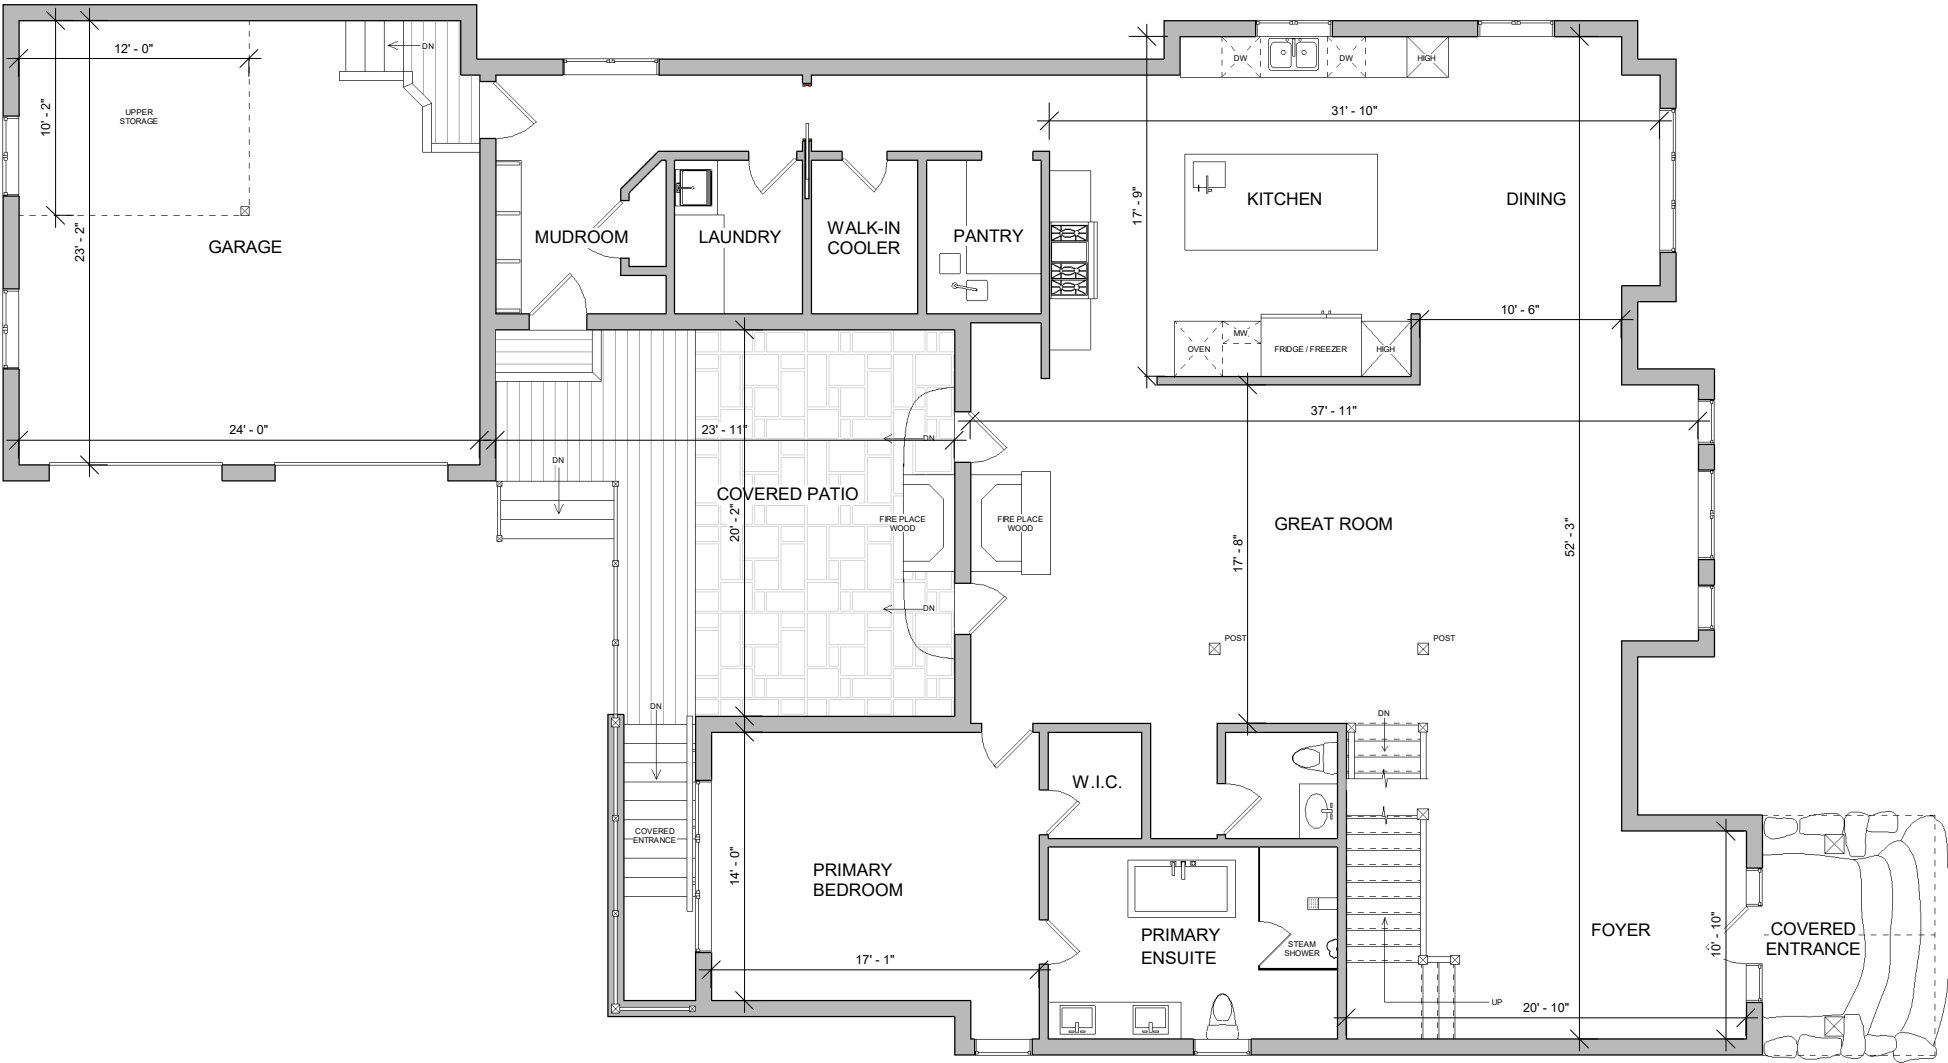 DN
12' - 0"
UPPER
STORAGE
10' - 2"
23' - 2"
GARAGE
24' - 0"
MUDROOM
LAUNDRY
WALK-IN
COOLER
PANTRY
DW
DW
HIGH
31' - 10"
17' - 9"
KITCHEN
DINING
10' - 6"
OVEN
MW
FRIDGE / FREEZER
HIGH
37' - 11"
23' - 11"
DN
DN
COVERED PATIO
20' - 2"
FIRE PLACE
WOOD
FIRE PLACE
WOOD
GREAT ROOM
17' - 8"
52' - 3"
DN
POST
POST
DN
DN
COVERED
ENTRANCE
14' - 0"
PRIMARY
BEDROOM
17' - 1"
W.I.C.
PRIMARY
ENSUITE
STEAM
SHOWER
UP
FOYER
10' - 10"
20' - 10"
COVERED
ENTRANCE